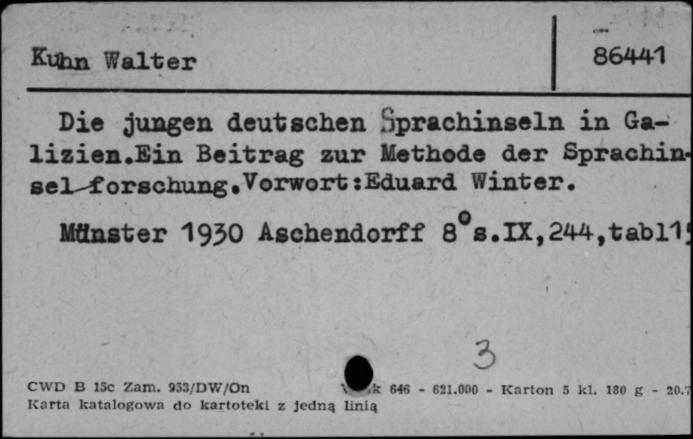 Kuhn Walter
86441
Die jungen deutschen Sprachinseln in Ga-
lizien.Ein Beitrag zur Methode der Sprachin-
sel-forschung.Vorwort:Eduard Winter.
Münster 1930 Aschendorff 8°s.IX,244,tabl15
3
CWD B 15c Zam. 953/DW/On
646 - 621.000 - Karton 5 kl. 180 g - 20.7
Karta katalogowa do kartoteki z jedną linią